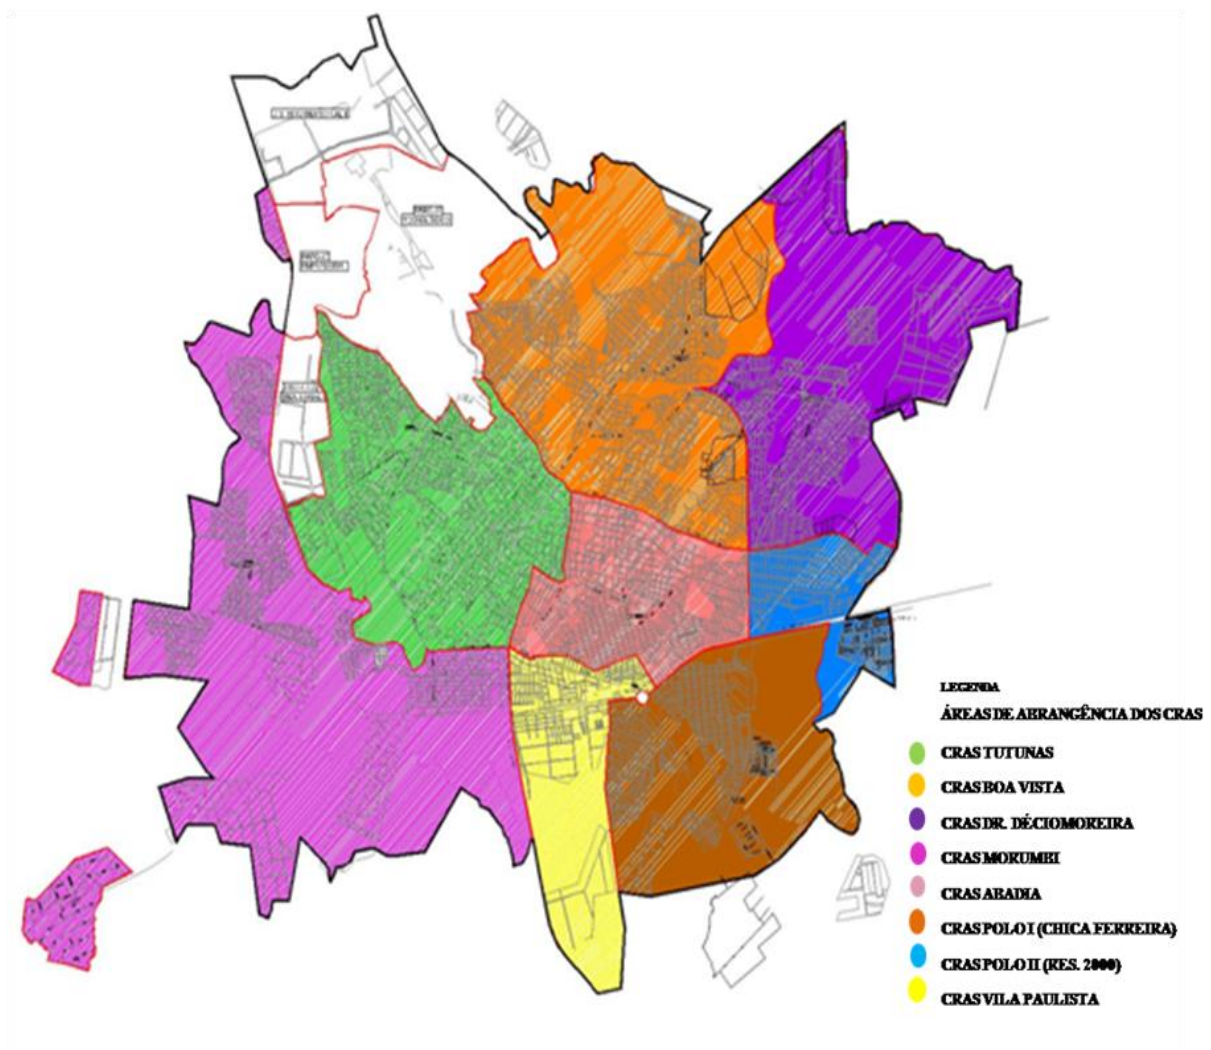 LEGENDA
ÁREAS DE ABRANGÊNCIA DOS CRAS
CRAS TUTUNAS
CRAS BOA VISTA
CRAS DR. DÉCIO MOREIRA
CRAS MORUMBI
CRAS ABADIA
CRAS POLO I (CHICA FERREIRA)
CRAS POLO II (RES. 2000)
CRAS VILA PAULISTA